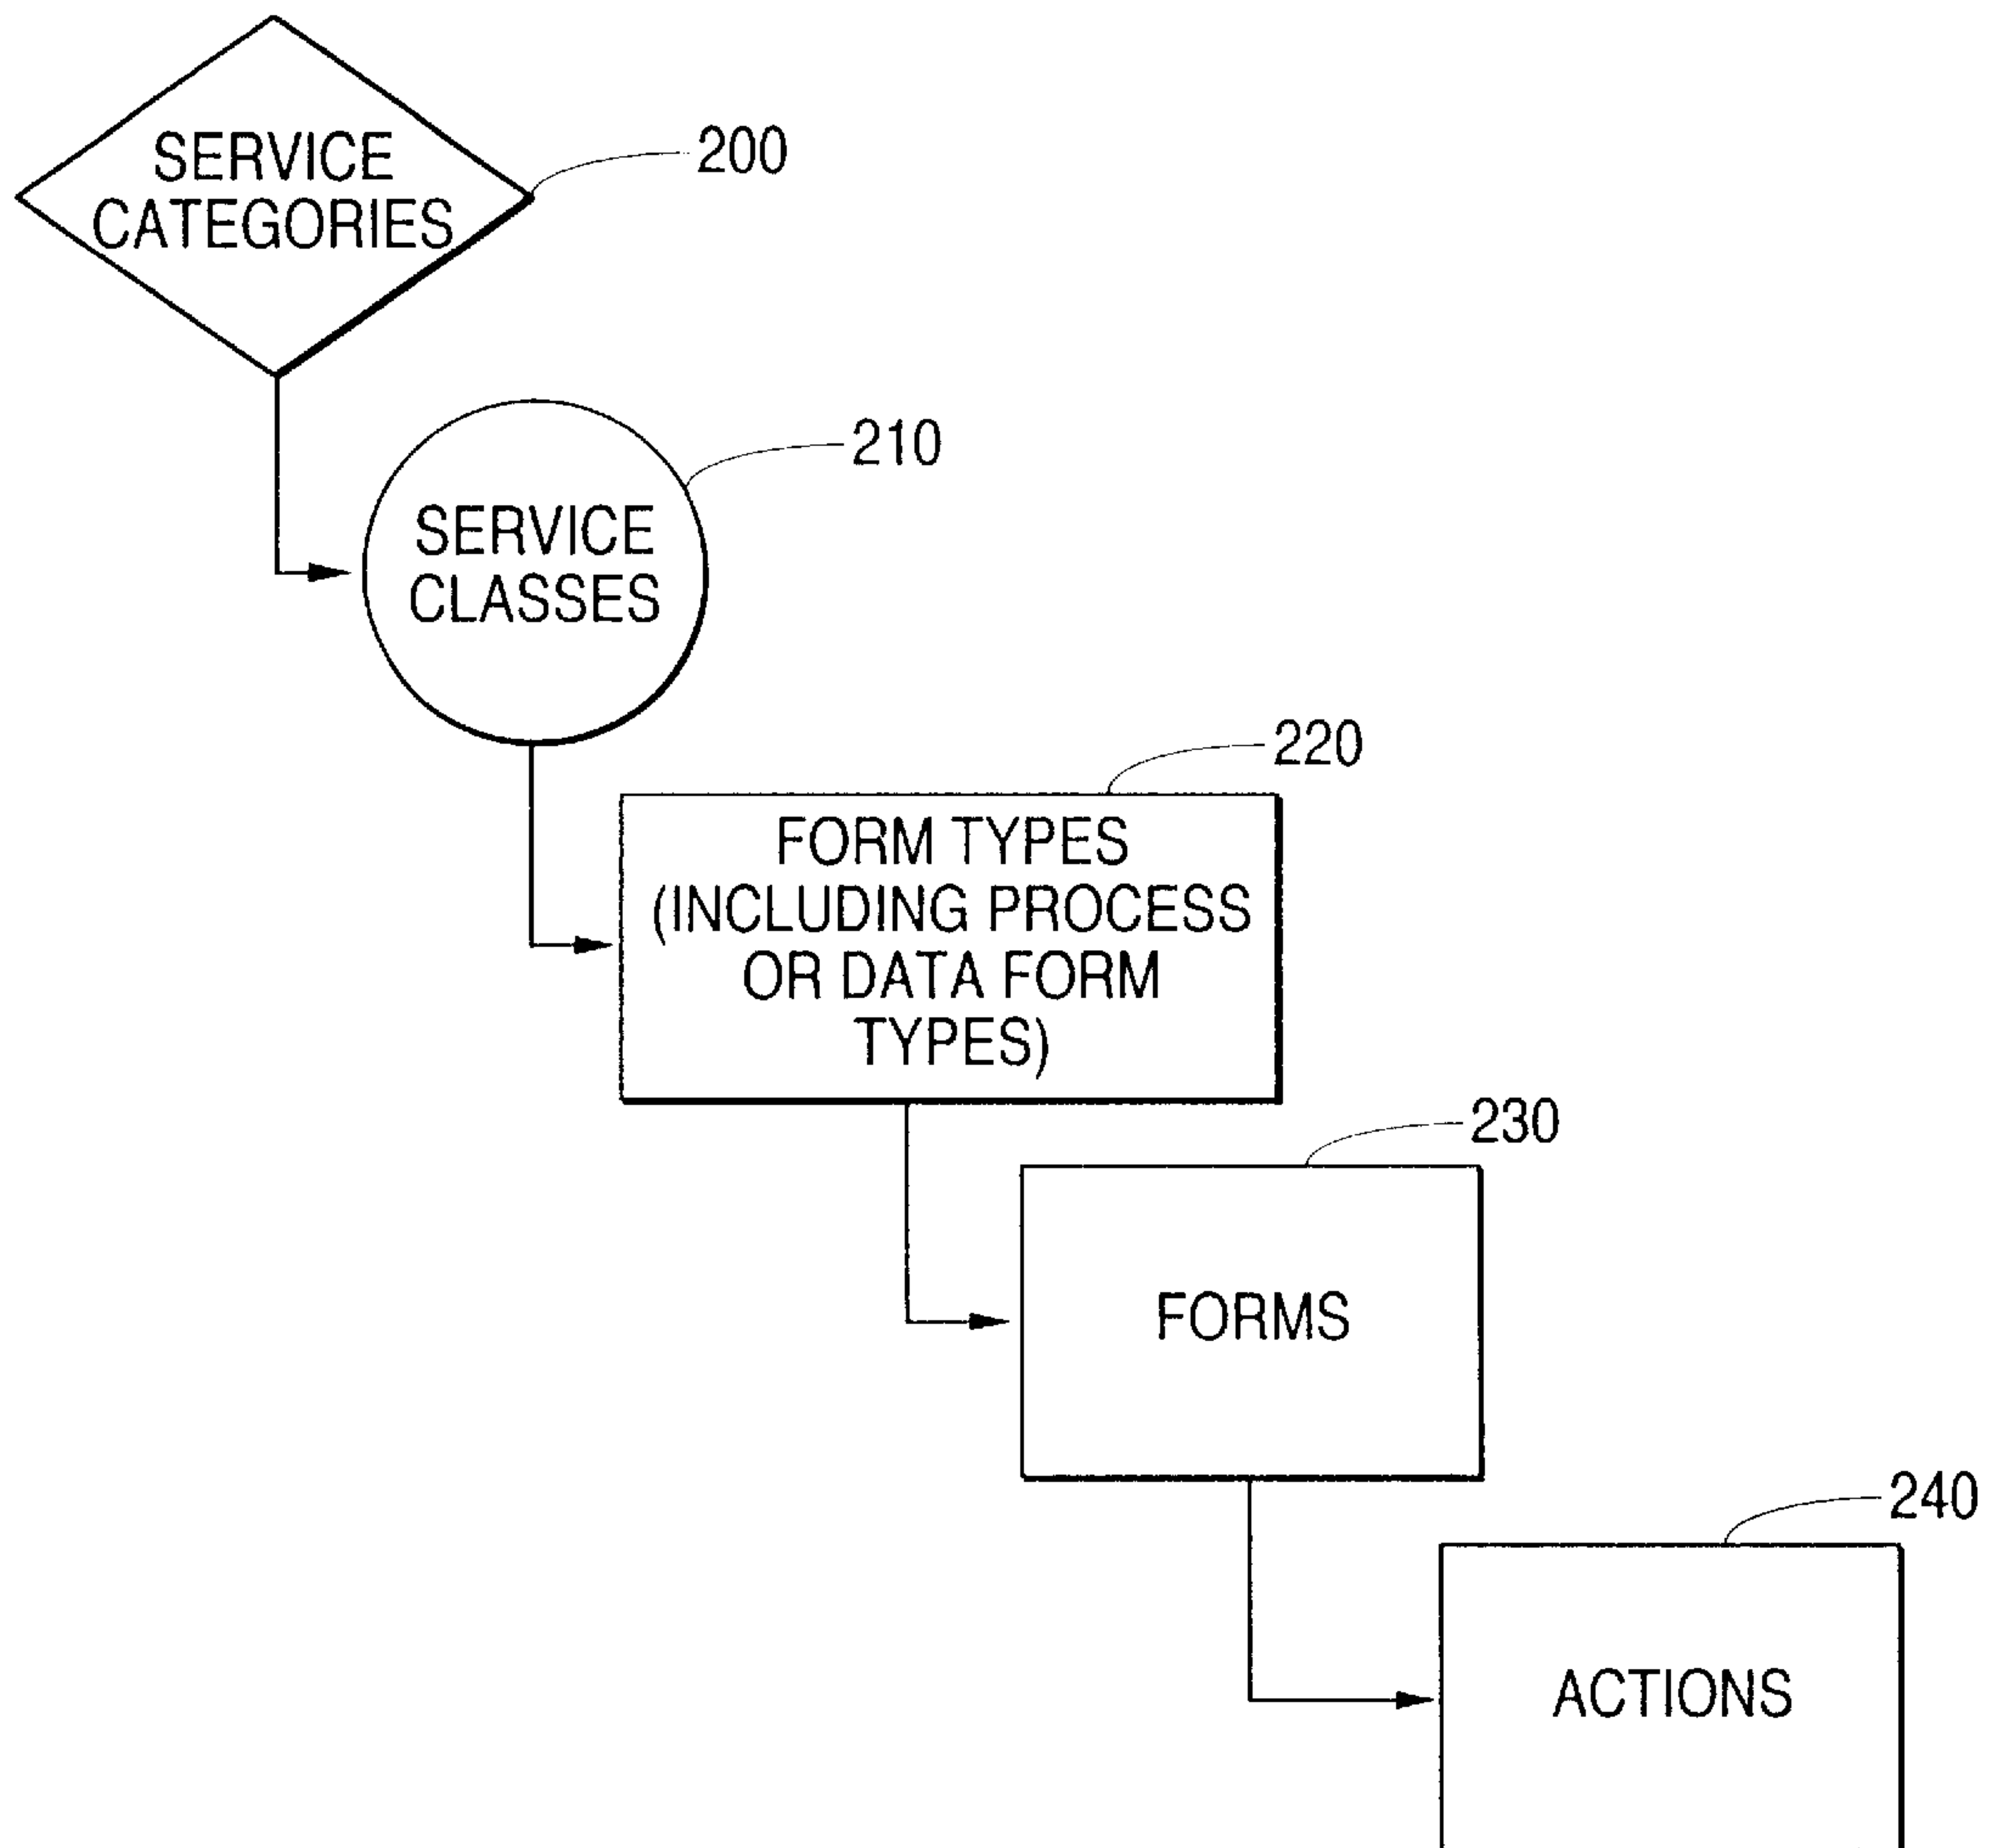 SERVICE
CATEGORIES
200
210
SERVICE
CLASSES
220
FORM TYPES
(INCLUDING PROCESS
OR DATA FORM
TYPES)
230
FORMS
240
ACTIONS